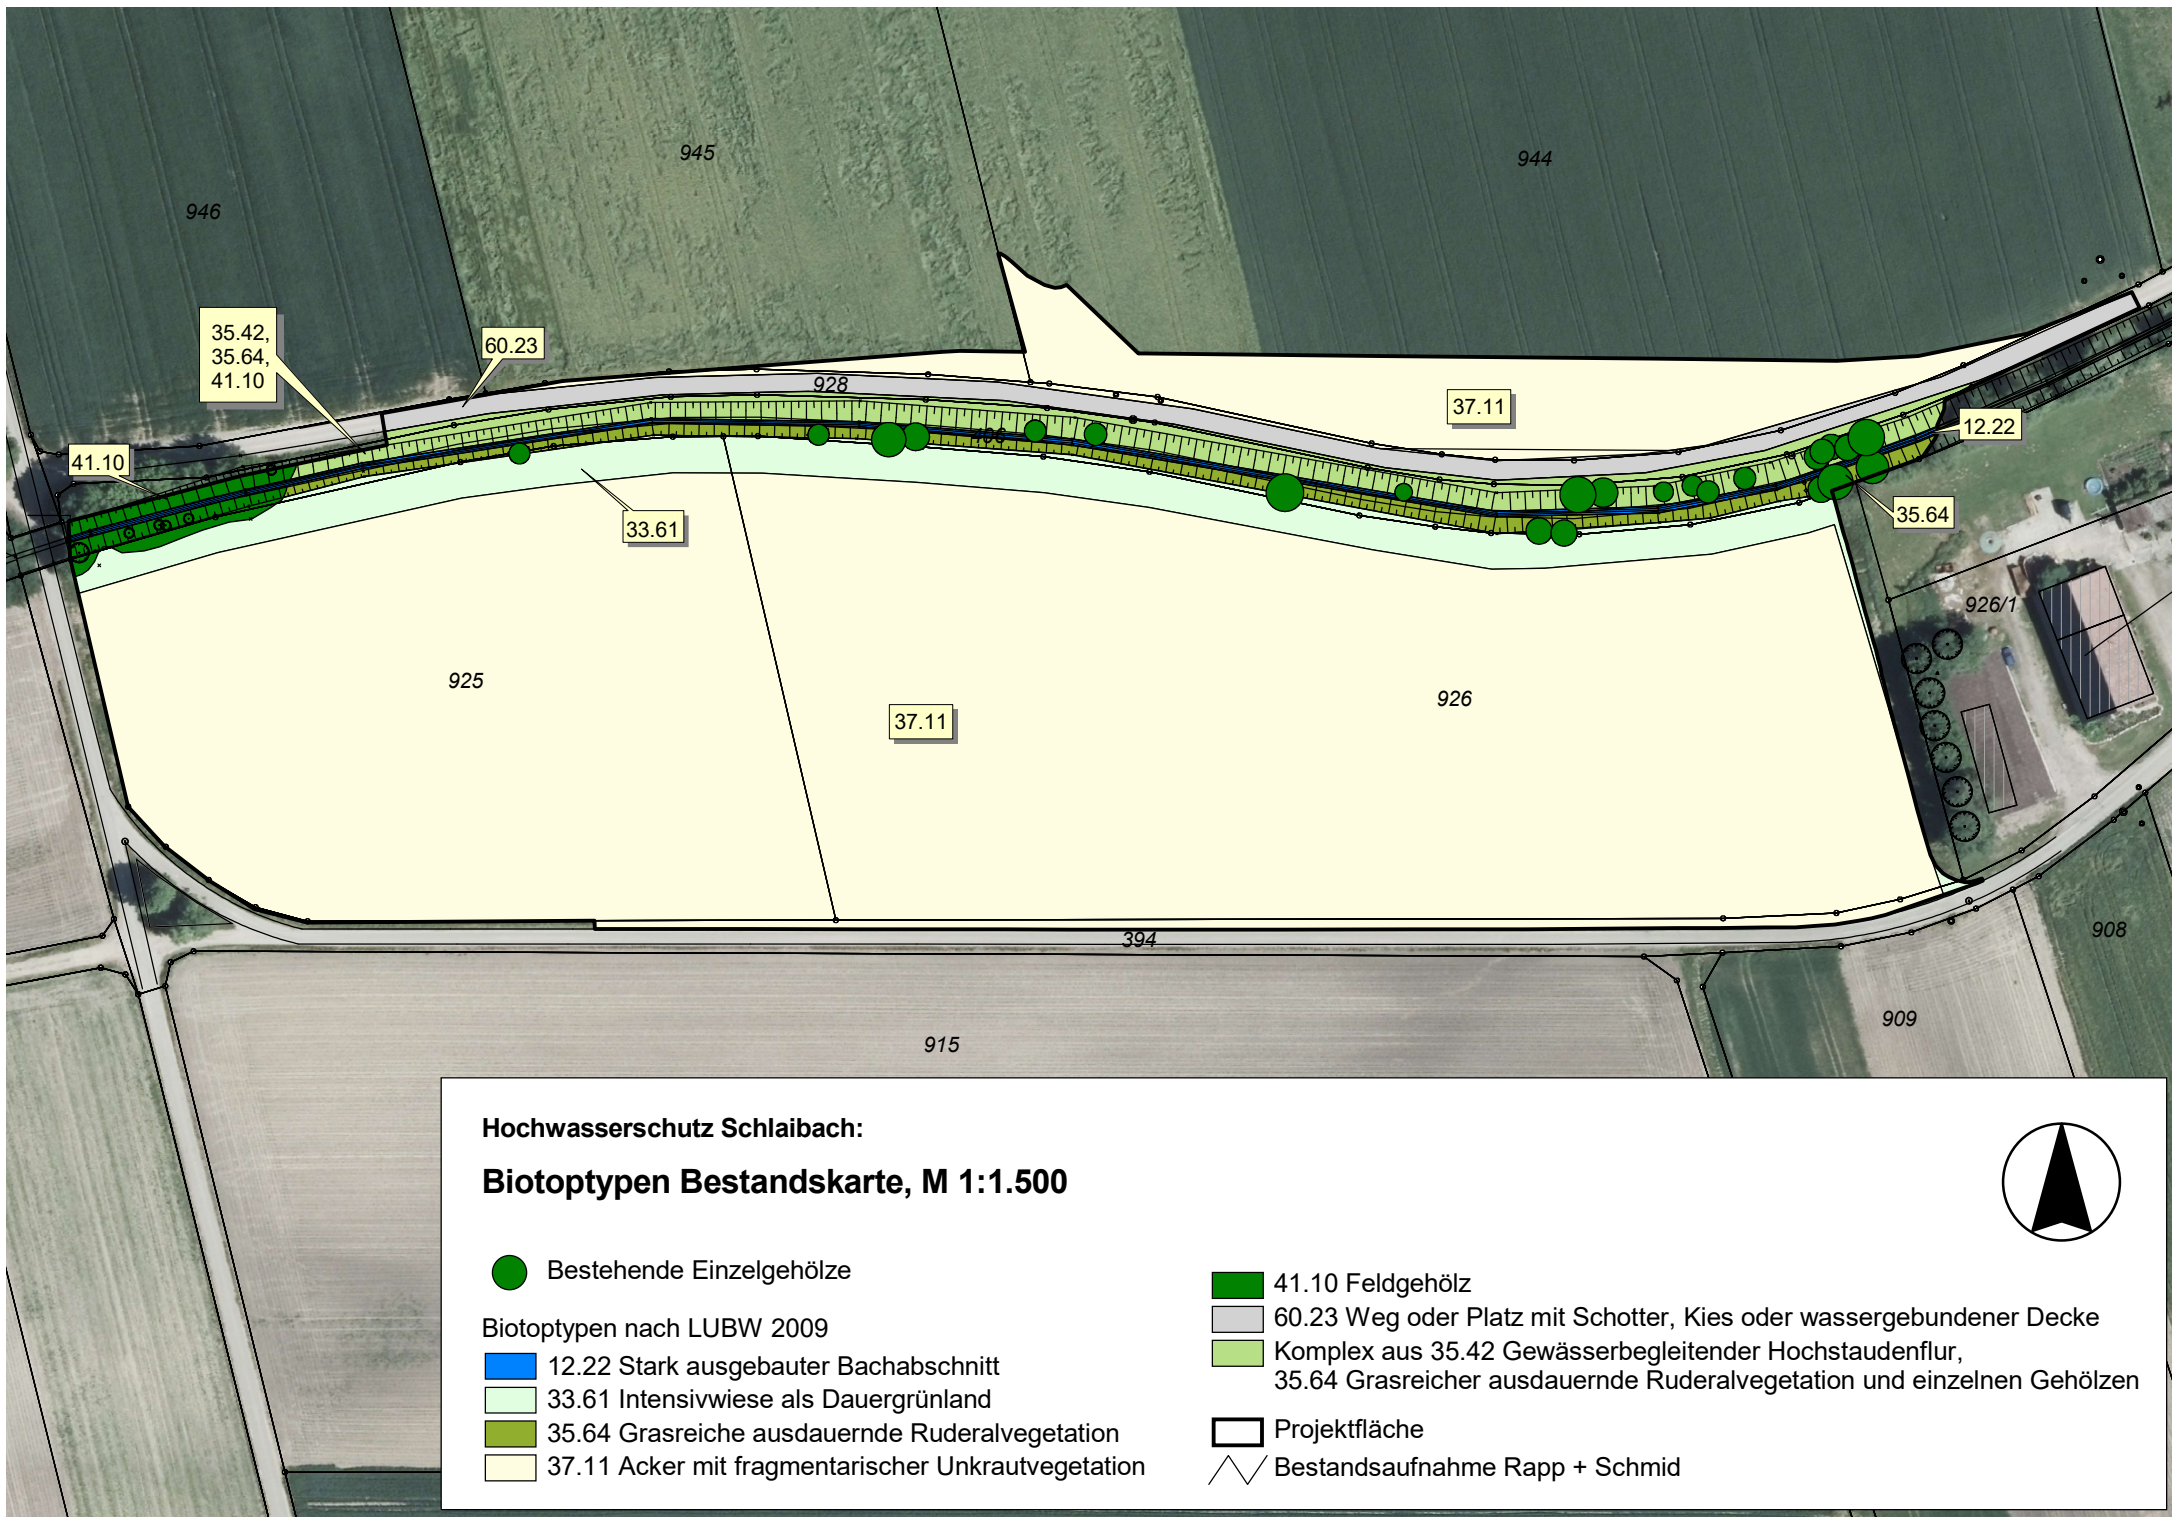 945
944
946
35.42,
35.64,
41.10
60.23
928
37.11
12.22
406
41.10
33.61
35.64
926/1
925
926
37.11
394
908
909
915
Hochwasserschutz Schlaibach:
Biotoptypen Bestandskarte, M 1:1.500
Bestehende Einzelgehölze
Biotoptypen nach LUBW 2009
12.22 Stark ausgebauter Bachabschnitt
33.61 Intensivwiese als Dauergrünland
35.64 Grasreiche ausdauernde Ruderalvegetation
37.11 Acker mit fragmentarischer Unkrautvegetation
41.10 Feldgehölz
60.23 Weg oder Platz mit Schotter, Kies oder wassergebundener Decke
Komplex aus 35.42 Gewässerbegleitender Hochstaudenflur,
35.64 Grasreicher ausdauernde Ruderalvegetation und einzelnen Gehölzen
Projektfläche
Bestandsaufnahme Rapp + Schmid